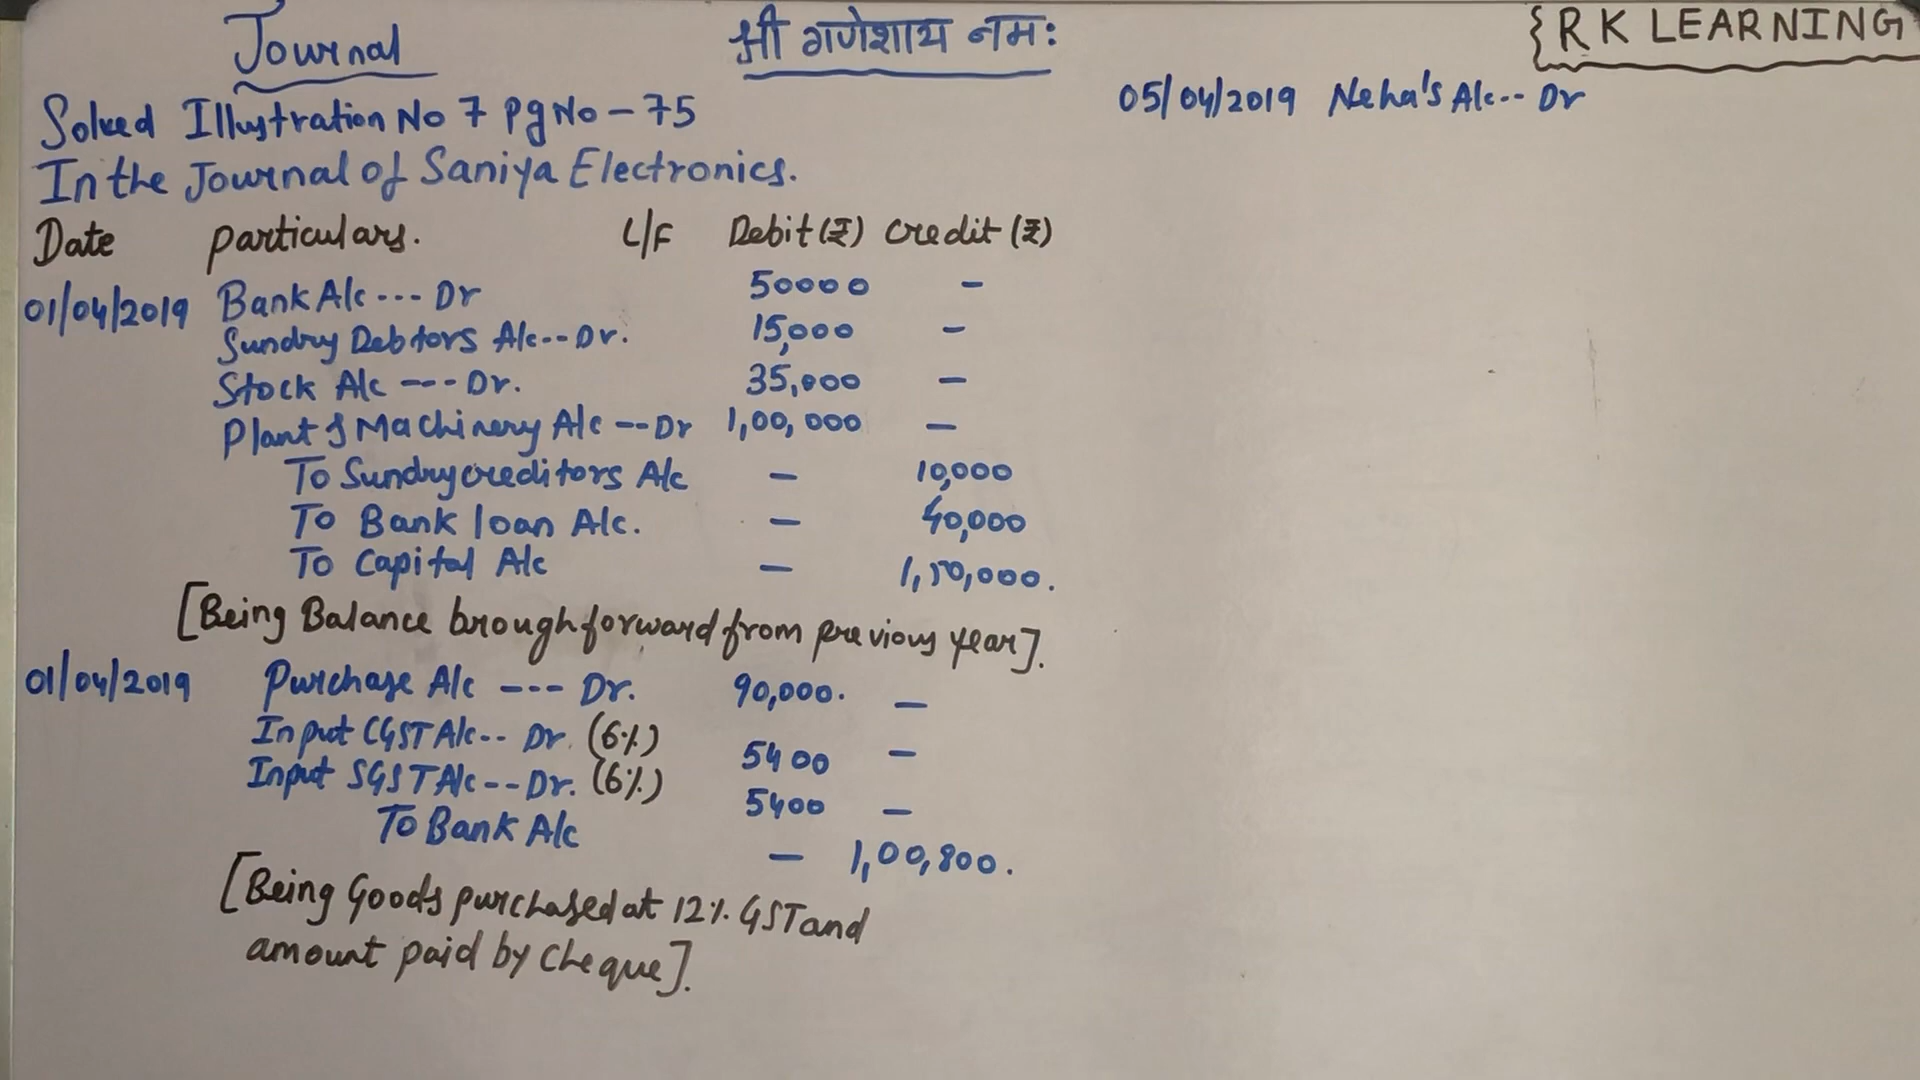 Journal
श्री गणेशाय नमः
{RK LEARNING
Solved Illustration No 7 pg No - 75
In the Journal of Saniya Electronics.
Date particulars. L/F Debit (₹) Credit (₹)
01/04/2019 Bank A/c --- Dr 50000 -
Sundry Debtors A/c -- Dr. 15,000 -
Stock A/c --- Dr. 35,000 -
Plant & Machinery A/c -- Dr 1,00,000 -
To Sundry creditors A/c - 10,000
To Bank loan A/c. - 40,000
To Capital A/c - 1,50,000.
[Being Balance brough forward from previous year].
01/04/2019 Purchase A/c --- Dr. 90,000. -
Input CGST A/c -- Dr. (6%) 5400 -
Input SGST A/c -- Dr. (6%) 5400 -
To Bank A/c - 1,00,800.
[Being Goods purchased at 12% GST and
amount paid by cheque].
05/04/2019 Neha's A/c -- Dr